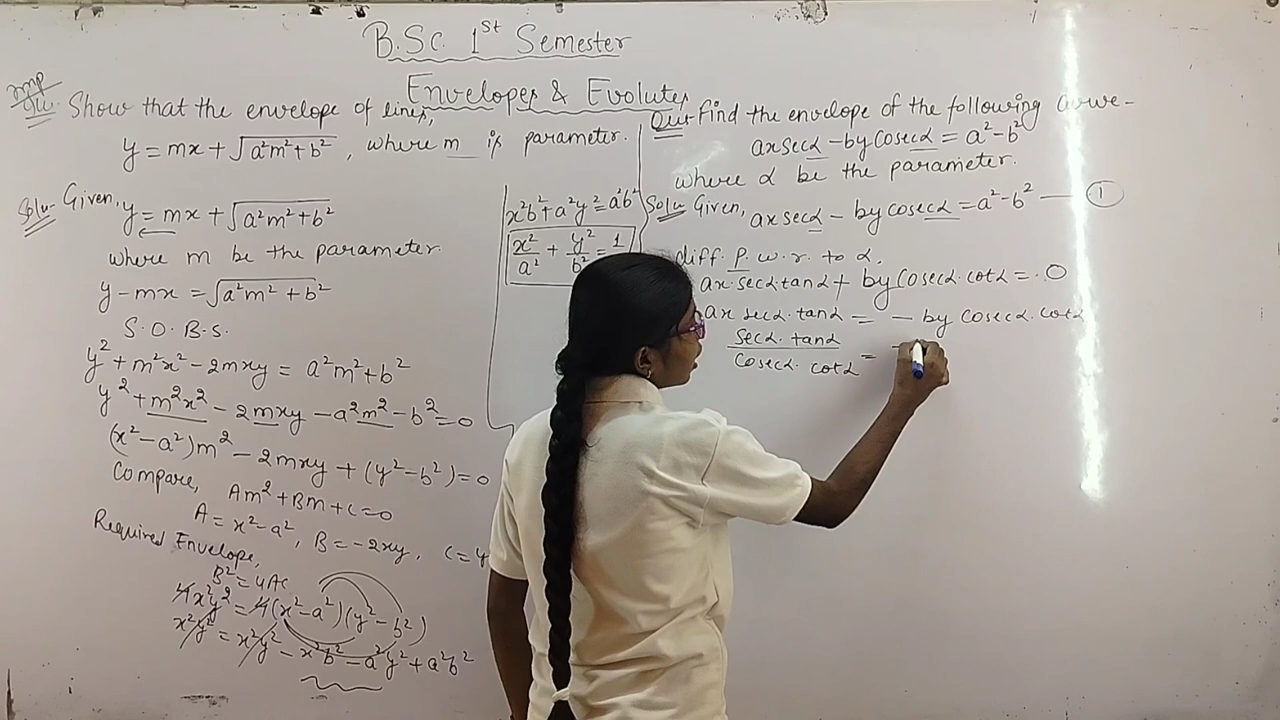 B.Sc. 1st Semester
Envelopes & Evolutes
Imp
Qu. Show that the envelope of lines,
y = mx + √(a²m² + b²), where m is parameter.
Solu- Given,
y = mx + √(a²m² + b²)
where m be the parameter.
y - mx = √(a²m² + b²)
S.O.B.S.
y² + m²x² - 2mxy = a²m² + b²
y² + m²x² - 2mxy - a²m² - b² = 0
(x² - a²)m² - 2mxy + (y² - b²) = 0
Compare, Am² + Bm + C = 0
A = x² - a², B = -2xy, C = y
Required Envelope,
B² = 4AC
4x²y² = 4(x² - a²)(y² - b²)
x²y² = x²y² - x²b² - a²y² + a²b²
x²b² + a²y² = a²b²
x²/a² + y²/b² = 1
Que- Find the envelope of the following curve-
ax secα - by cosecα = a² - b²
where α be the parameter.
Solu Given, ax secα - by cosecα = a² - b² — ①
diff. P. w. r. to α.
ax. secα tanα + by cosecα. cotα = 0
ax secα. tanα = - by cosecα. cotα
secα. tanα / cosecα. cotα = -